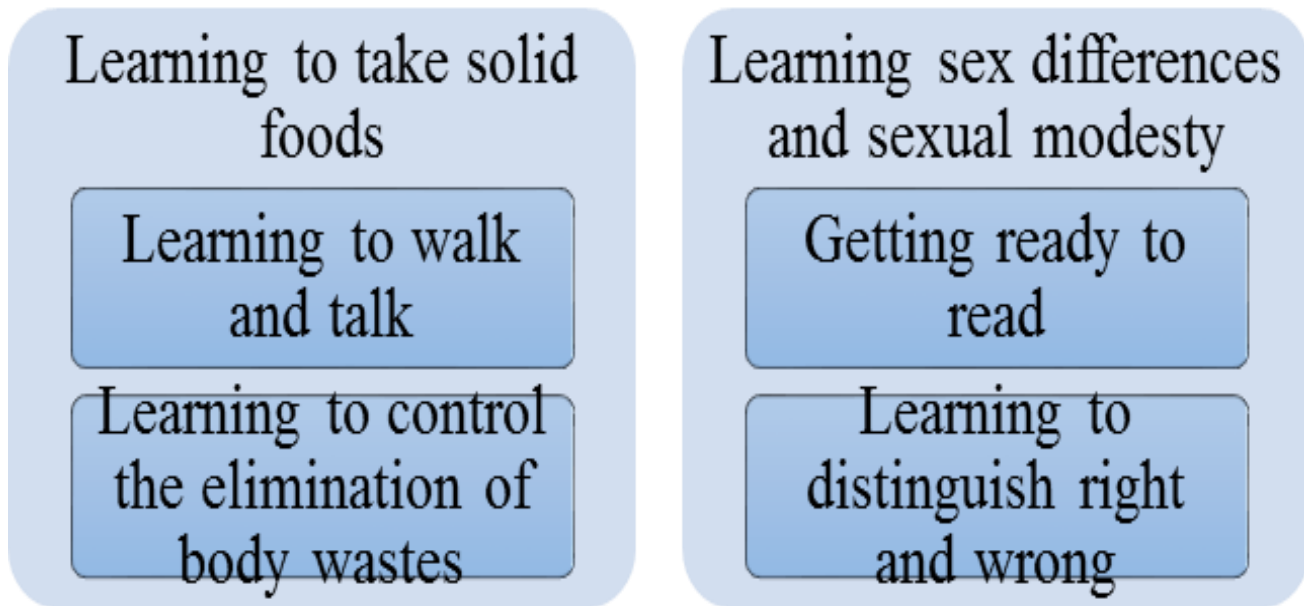 Learning to take solid
foods
Learning to walk
and talk
Learning to control
the elimination of
body wastes
Learning sex differences
and sexual modesty
Getting ready to
read
Learning to
distinguish right
and wrong